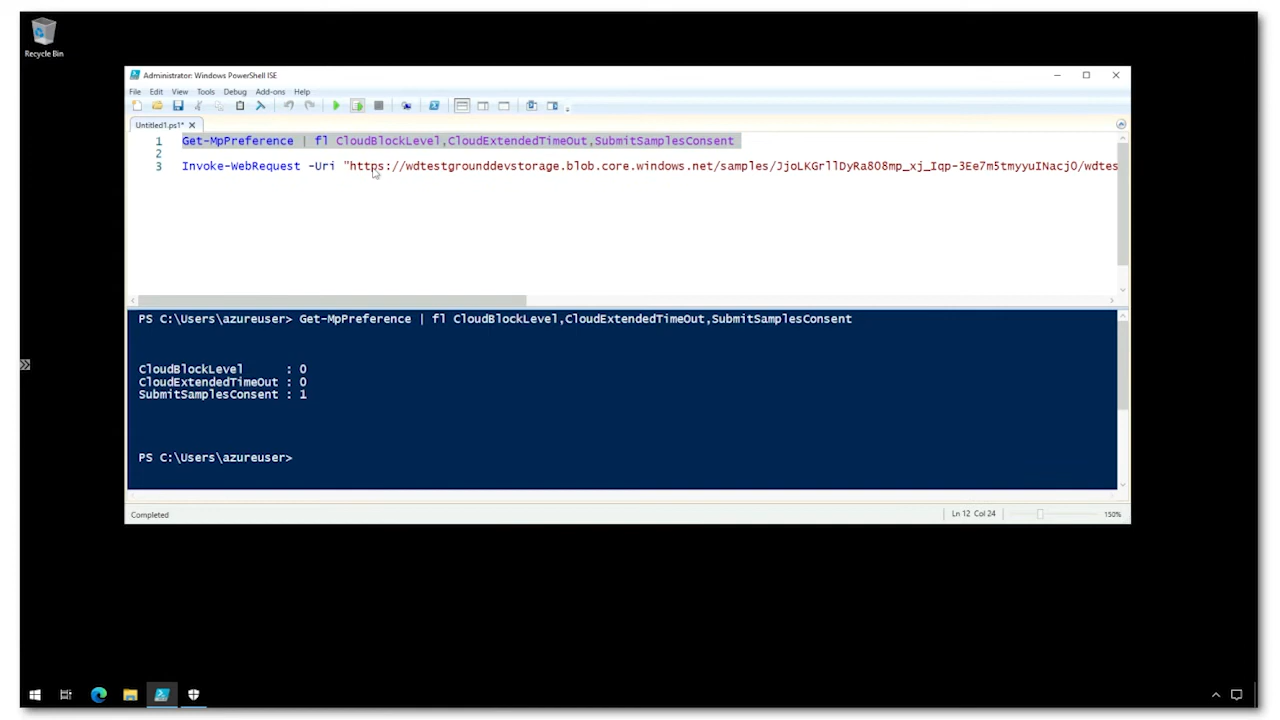 Recycle Bin
Administrator: Windows PowerShell ISE
File Edit View Tools Debug Add-ons Help
Untitled1.ps1*
1 Get-MpPreference | fl CloudBlockLevel,CloudExtendedTimeOut,SubmitSamplesConsent
2
3 Invoke-WebRequest -Uri "https://wdtestgrounddevstorage.blob.core.windows.net/samples/JjoLKGrllDyRa8O8mp_xj_Iqp-3Ee7m5tmyyuINacj0/wdtes
PS C:\Users\azureuser> Get-MpPreference | fl CloudBlockLevel,CloudExtendedTimeOut,SubmitSamplesConsent
CloudBlockLevel : 0
CloudExtendedTimeOut : 0
SubmitSamplesConsent : 1
PS C:\Users\azureuser>
Completed
Ln 12 Col 24
150%